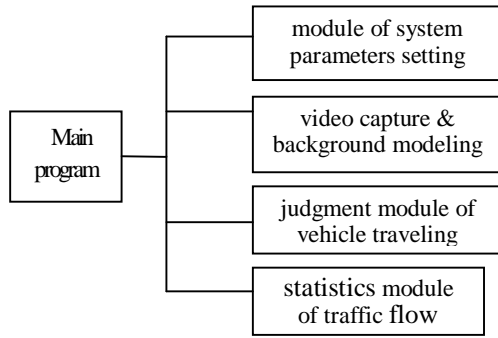 module of system
parameters setting
Main
program
video capture &
background modeling
judgment module of
vehicle traveling
statistics module
of traffic flow